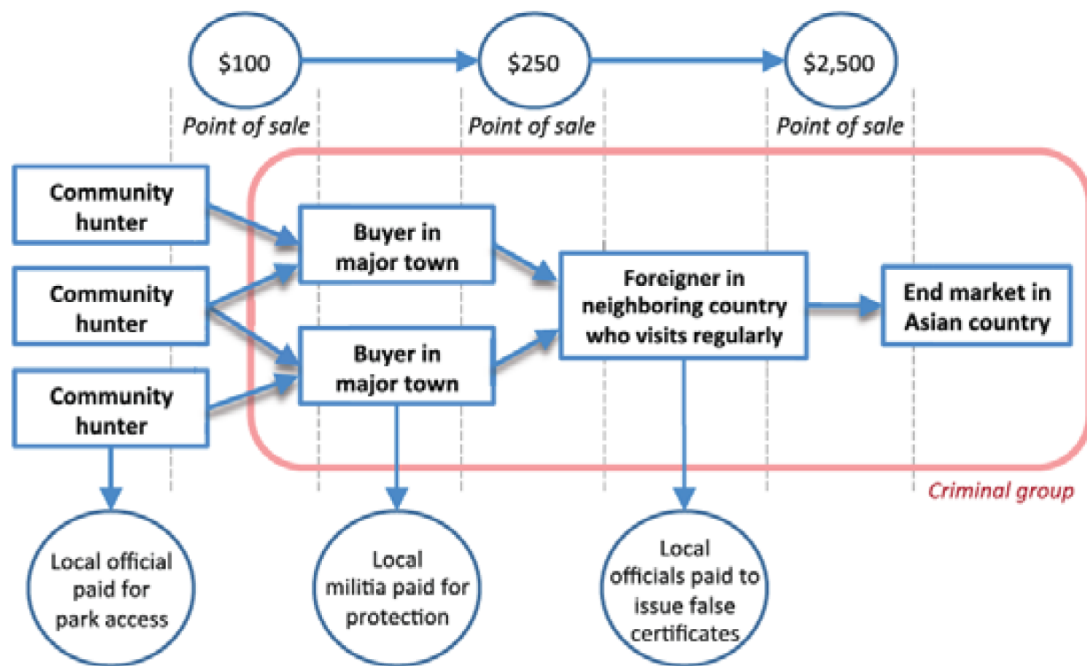 $100
$250
$2,500
Point of sale
Point of sale
Point of sale
Community
hunter
Community
hunter
Community
hunter
Buyer in
major town
Buyer in
major town
Foreigner in
neighboring country
who visits regularly
End market in
Asian country
Criminal group
Local official
paid for
park access
Local
militia paid for
protection
Local
officials paid to
issue false
certificates